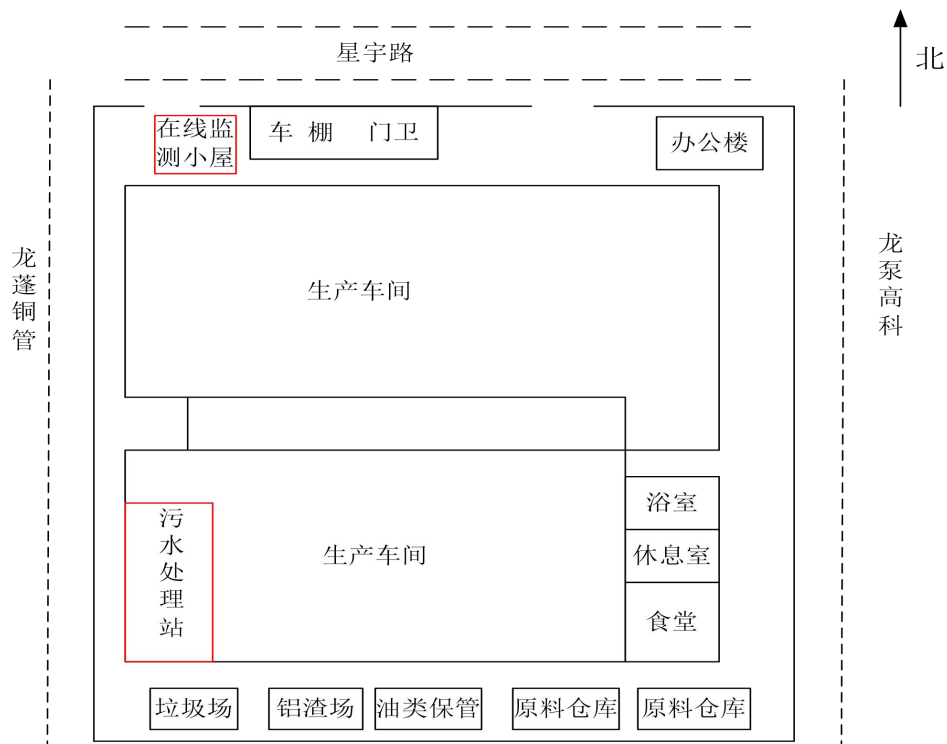 星宇路
北
在线监
测小屋
车 棚 门卫
办公楼
龙蓬铜管
龙泵高科
生产车间
浴室
污水处理站
生产车间
休息室
食堂
垃圾场
铝渣场
油类保管
原料仓库
原料仓库